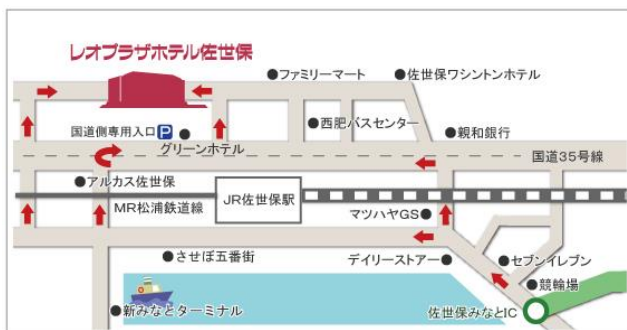 レオプラザホテル佐世保
ファミリーマート
佐世保ワシントンホテル
国道側専用入口 P
グリーンホテル
西肥バスセンター
親和銀行
国道35号線
アルカス佐世保
MR松浦鉄道線
JR佐世保駅
マツハヤGS
させぼ五番街
デイリーストアー
セブンイレブン
競輪場
新みなとターミナル
佐世保みなとIC